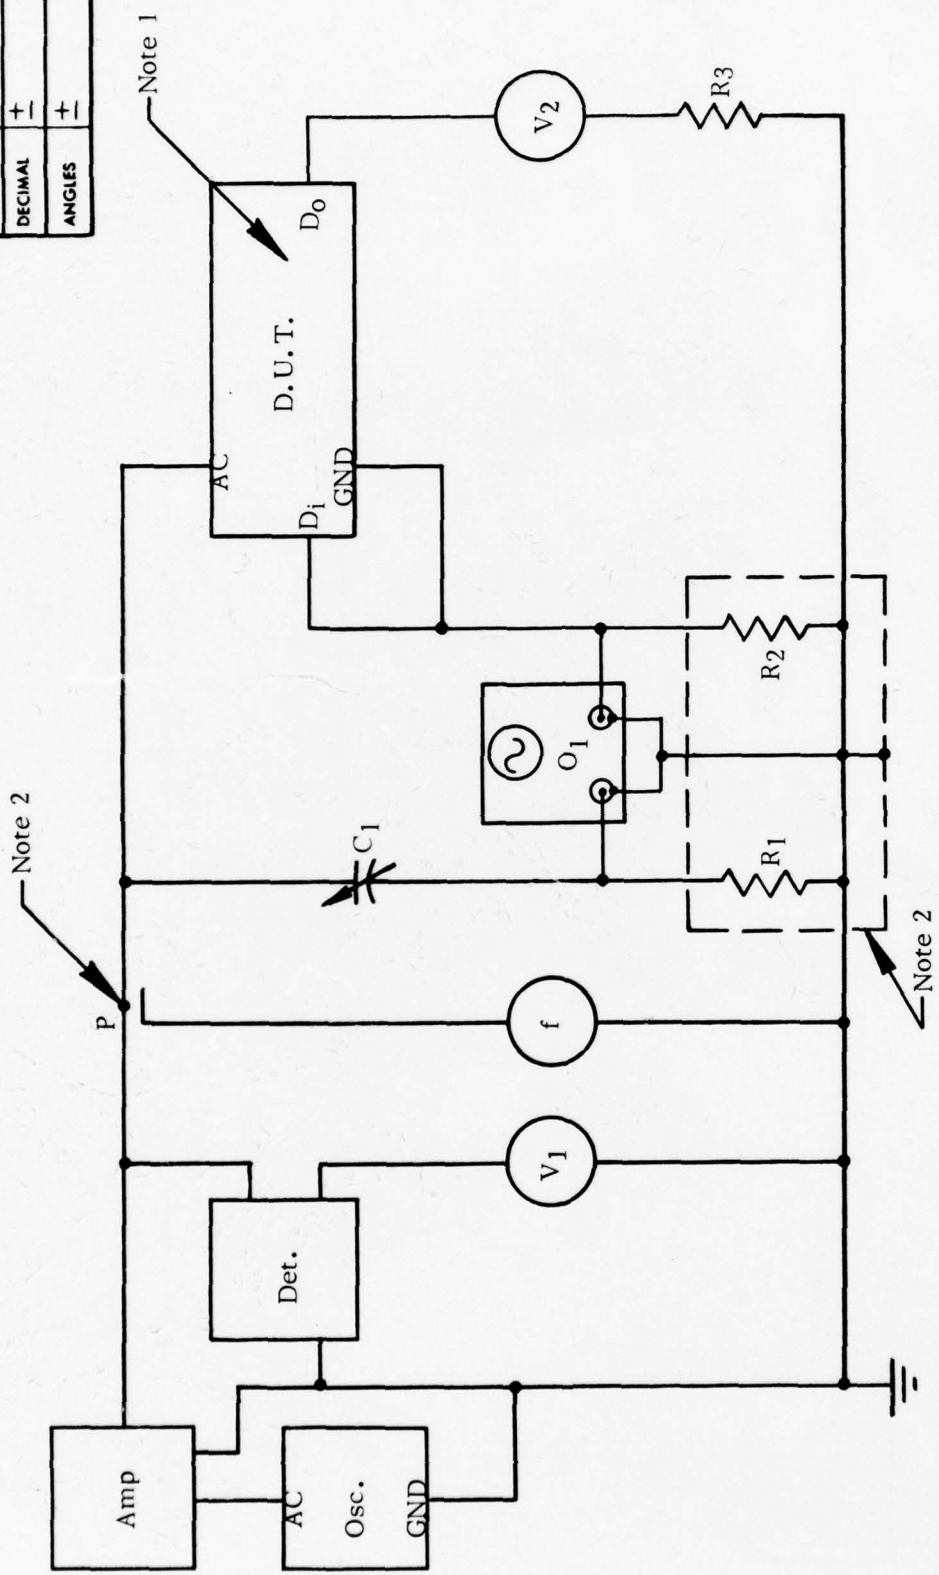 DECIMAL ±
ANGLES ±
Note 1
Note 2
P
AC
D.U.T.
Di
GND
Do
C1
O1
V2
R3
R1
R2
Note 2
f
V1
Det.
Amp
AC
Osc.
GND